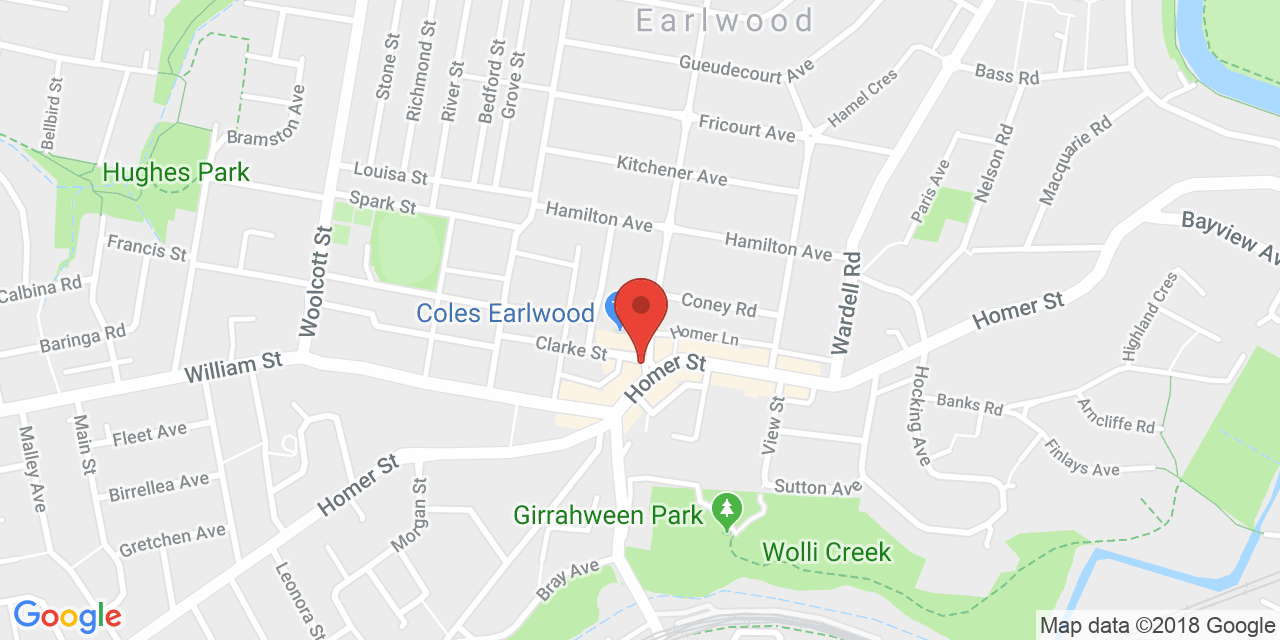 Earlwood
Gueudecourt Ave
Bass Rd
Hamel Cres
Stone St
Richmond St
River St
Bedford St
Grove St
Bellbird St
Bramston Ave
Fricourt Ave
Macquarie Rd
Nelson Rd
Paris Ave
Hughes Park
Louisa St
Kitchener Ave
Spark St
Hamilton Ave
Hamilton Ave
Bayview Av
Francis St
Woolcott St
Wardell Rd
Calbina Rd
Baringa Rd
Coles Earlwood
Coney Rd
Homer Ln
Homer St
Highland Cres
Clarke St
Homer St
William St
Hocking Ave
Banks Rd
Arncliffe Rd
Main St
Malley Ave
Fleet Ave
View St
Finlays Ave
Homer St
Birrellea Ave
Morgan St
Sutton Ave
Girrahween Park
Wolli Creek
Gretchen Ave
Leonora St
Bray Ave
Google
Map data ©2018 Google